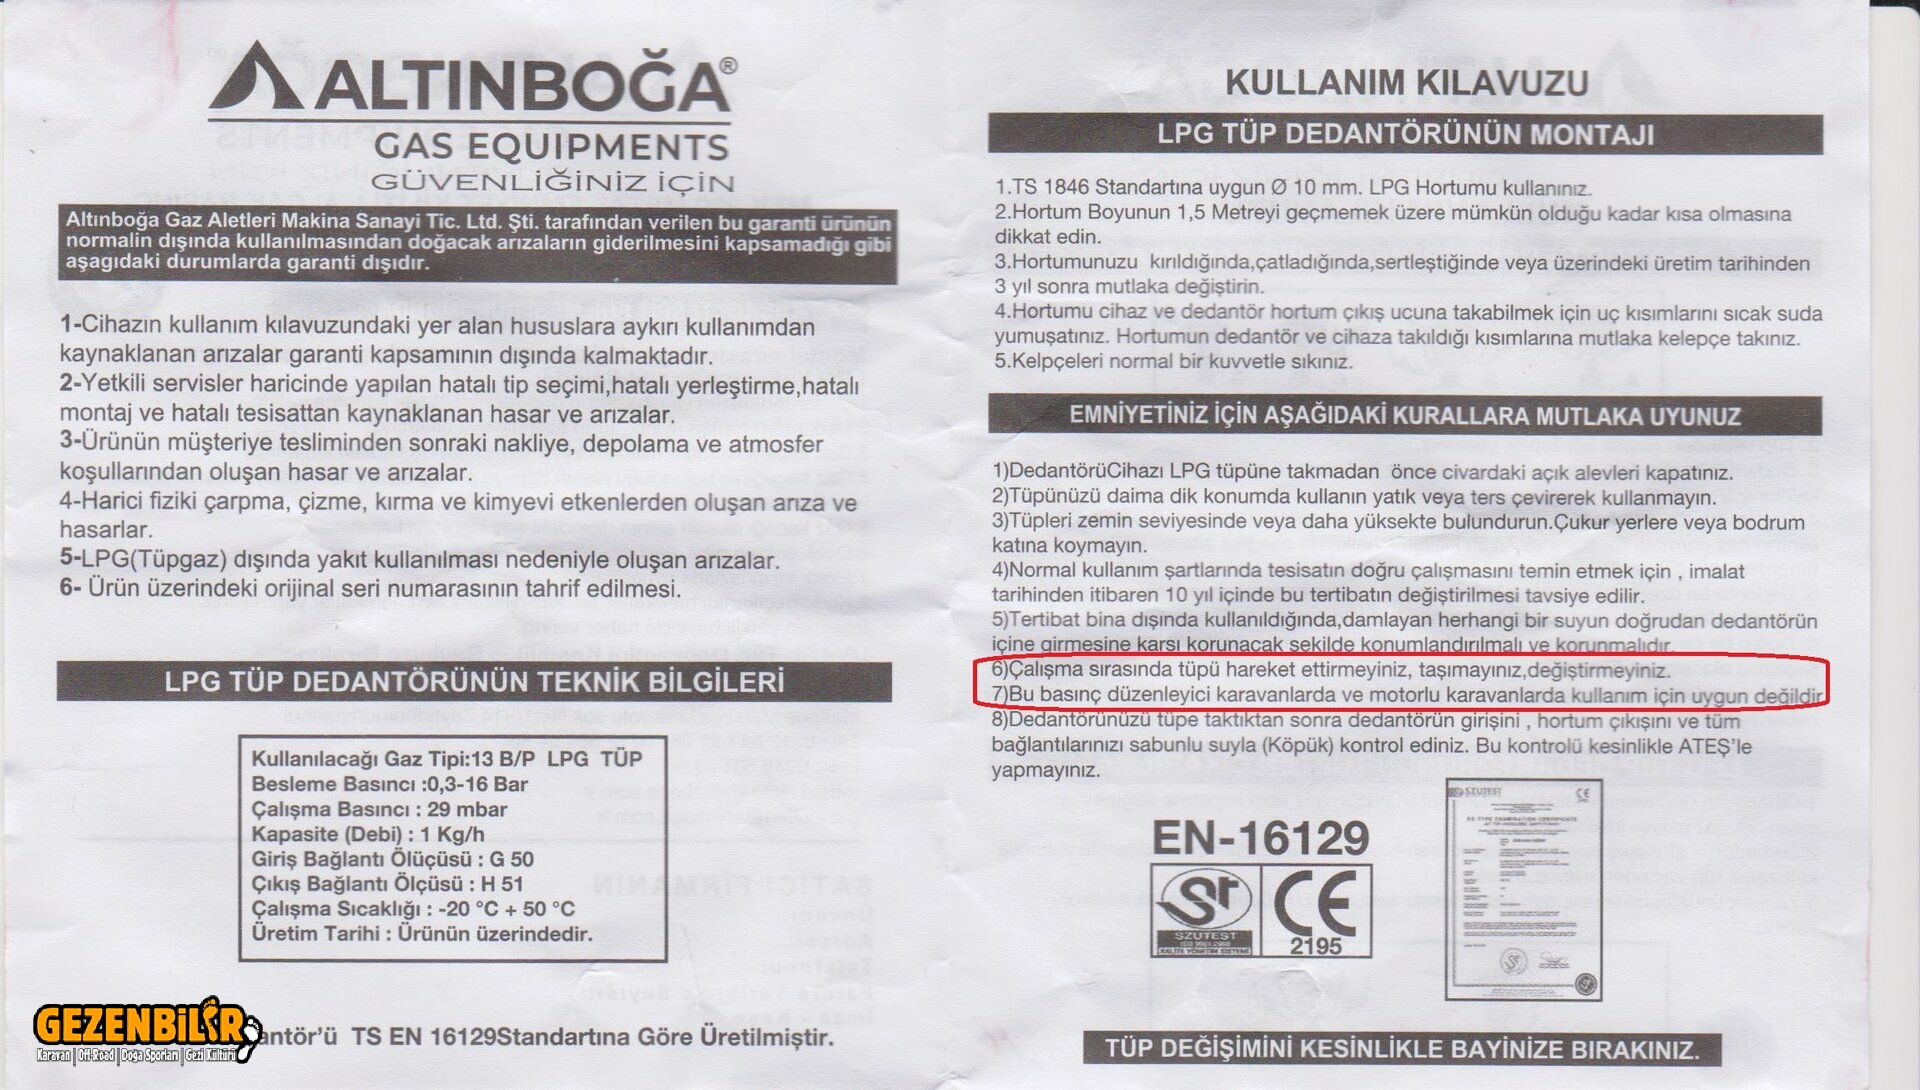 ALTINBOĞA®
GAS EQUIPMENTS
GÜVENLİĞİNİZ İÇİN
Altınboğa Gaz Aletleri Makina Sanayi Tic. Ltd. Şti. tarafından verilen bu garanti ürünün
normalin dışında kullanılmasından doğacak arızaların giderilmesini kapsamadığı gibi
aşagıdaki durumlarda garanti dışıdır.
1-Cihazın kullanım kılavuzundaki yer alan hususlara aykırı kullanımdan
kaynaklanan arızalar garanti kapsamının dışında kalmaktadır.
2-Yetkili servisler haricinde yapılan hatalı tip seçimi,hatalı yerleştirme,hatalı
montaj ve hatalı tesisattan kaynaklanan hasar ve arızalar.
3-Ürünün müşteriye tesliminden sonraki nakliye, depolama ve atmosfer
koşullarından oluşan hasar ve arızalar.
4-Harici fiziki çarpma, çizme, kırma ve kimyevi etkenlerden oluşan arıza ve
hasarlar.
5-LPG(Tüpgaz) dışında yakıt kullanılması nedeniyle oluşan arızalar.
6- Ürün üzerindeki orijinal seri numarasının tahrif edilmesi.
LPG TÜP DEDANTÖRÜNÜN TEKNİK BİLGİLERİ
Kullanılacağı Gaz Tipi:13 B/P LPG TÜP
Besleme Basıncı :0,3-16 Bar
Çalışma Basıncı : 29 mbar
Kapasite (Debi) : 1 Kg/h
Giriş Bağlantı Ölüçüsü : G 50
Çıkış Bağlantı Ölçüsü : H 51
Çalışma Sıcaklığı : -20 °C + 50 °C
Üretim Tarihi : Ürünün üzerindedir.
antör'ü TS EN 16129Standartına Göre Üretilmiştir.
GEZENBİLİR
Karavan | Off-Road | Doga Sporları | Gezi Kültürü
KULLANIM KILAVUZU
LPG TÜP DEDANTÖRÜNÜN MONTAJI
1.TS 1846 Standartına uygun Ø 10 mm. LPG Hortumu kullanınız.
2.Hortum Boyunun 1,5 Metreyi geçmemek üzere mümkün olduğu kadar kısa olmasına
dikkat edin.
3.Hortumunuzu kırıldığında,çatladığında,sertleştiğinde veya üzerindeki üretim tarihinden
3 yıl sonra mutlaka değiştirin.
4.Hortumu cihaz ve dedantör hortum çıkış ucuna takabilmek için uç kısımlarını sıcak suda
yumuşatınız. Hortumun dedantör ve cihaza takıldığı kısımlarına mutlaka kelepçe takınız.
5.Kelpçeleri normal bir kuvvetle sıkınız.
EMNİYETİNİZ İÇİN AŞAĞIDAKİ KURALLARA MUTLAKA UYUNUZ
1)DedantörüCihazı LPG tüpüne takmadan önce civardaki açık alevleri kapatınız.
2)Tüpünüzü daima dik konumda kullanın yatık veya ters çevirerek kullanmayın.
3)Tüpleri zemin seviyesinde veya daha yüksekte bulundurun.Çukur yerlere veya bodrum
katına koymayın.
4)Normal kullanım şartlarında tesisatın doğru çalışmasını temin etmek için , imalat
tarihinden itibaren 10 yıl içinde bu tertibatın değiştirilmesi tavsiye edilir.
5)Tertibat bina dışında kullanıldığında,damlayan herhangi bir suyun doğrudan dedantörün
içine girmesine karsı korunacak sekilde konumlandırılmalı ve korunmalıdır.
6)Çalışma sırasında tüpü hareket ettirmeyiniz, taşımayınız,değiştirmeyiniz.
7)Bu basınç düzenleyici karavanlarda ve motorlu karavanlarda kullanım için uygun değildir
8)Dedantörünüzü tüpe taktıktan sonra dedantörün girişini , hortum çıkışını ve tüm
bağlantılarınızı sabunlu suyla (Köpük) kontrol ediniz. Bu kontrolü kesinlikle ATEŞ'le
yapmayınız.
EN-16129
SZUTEST
CE
2195
SZUTEST
CE
TÜP DEĞİŞİMİNİ KESİNLİKLE BAYİNİZE BIRAKINIZ.